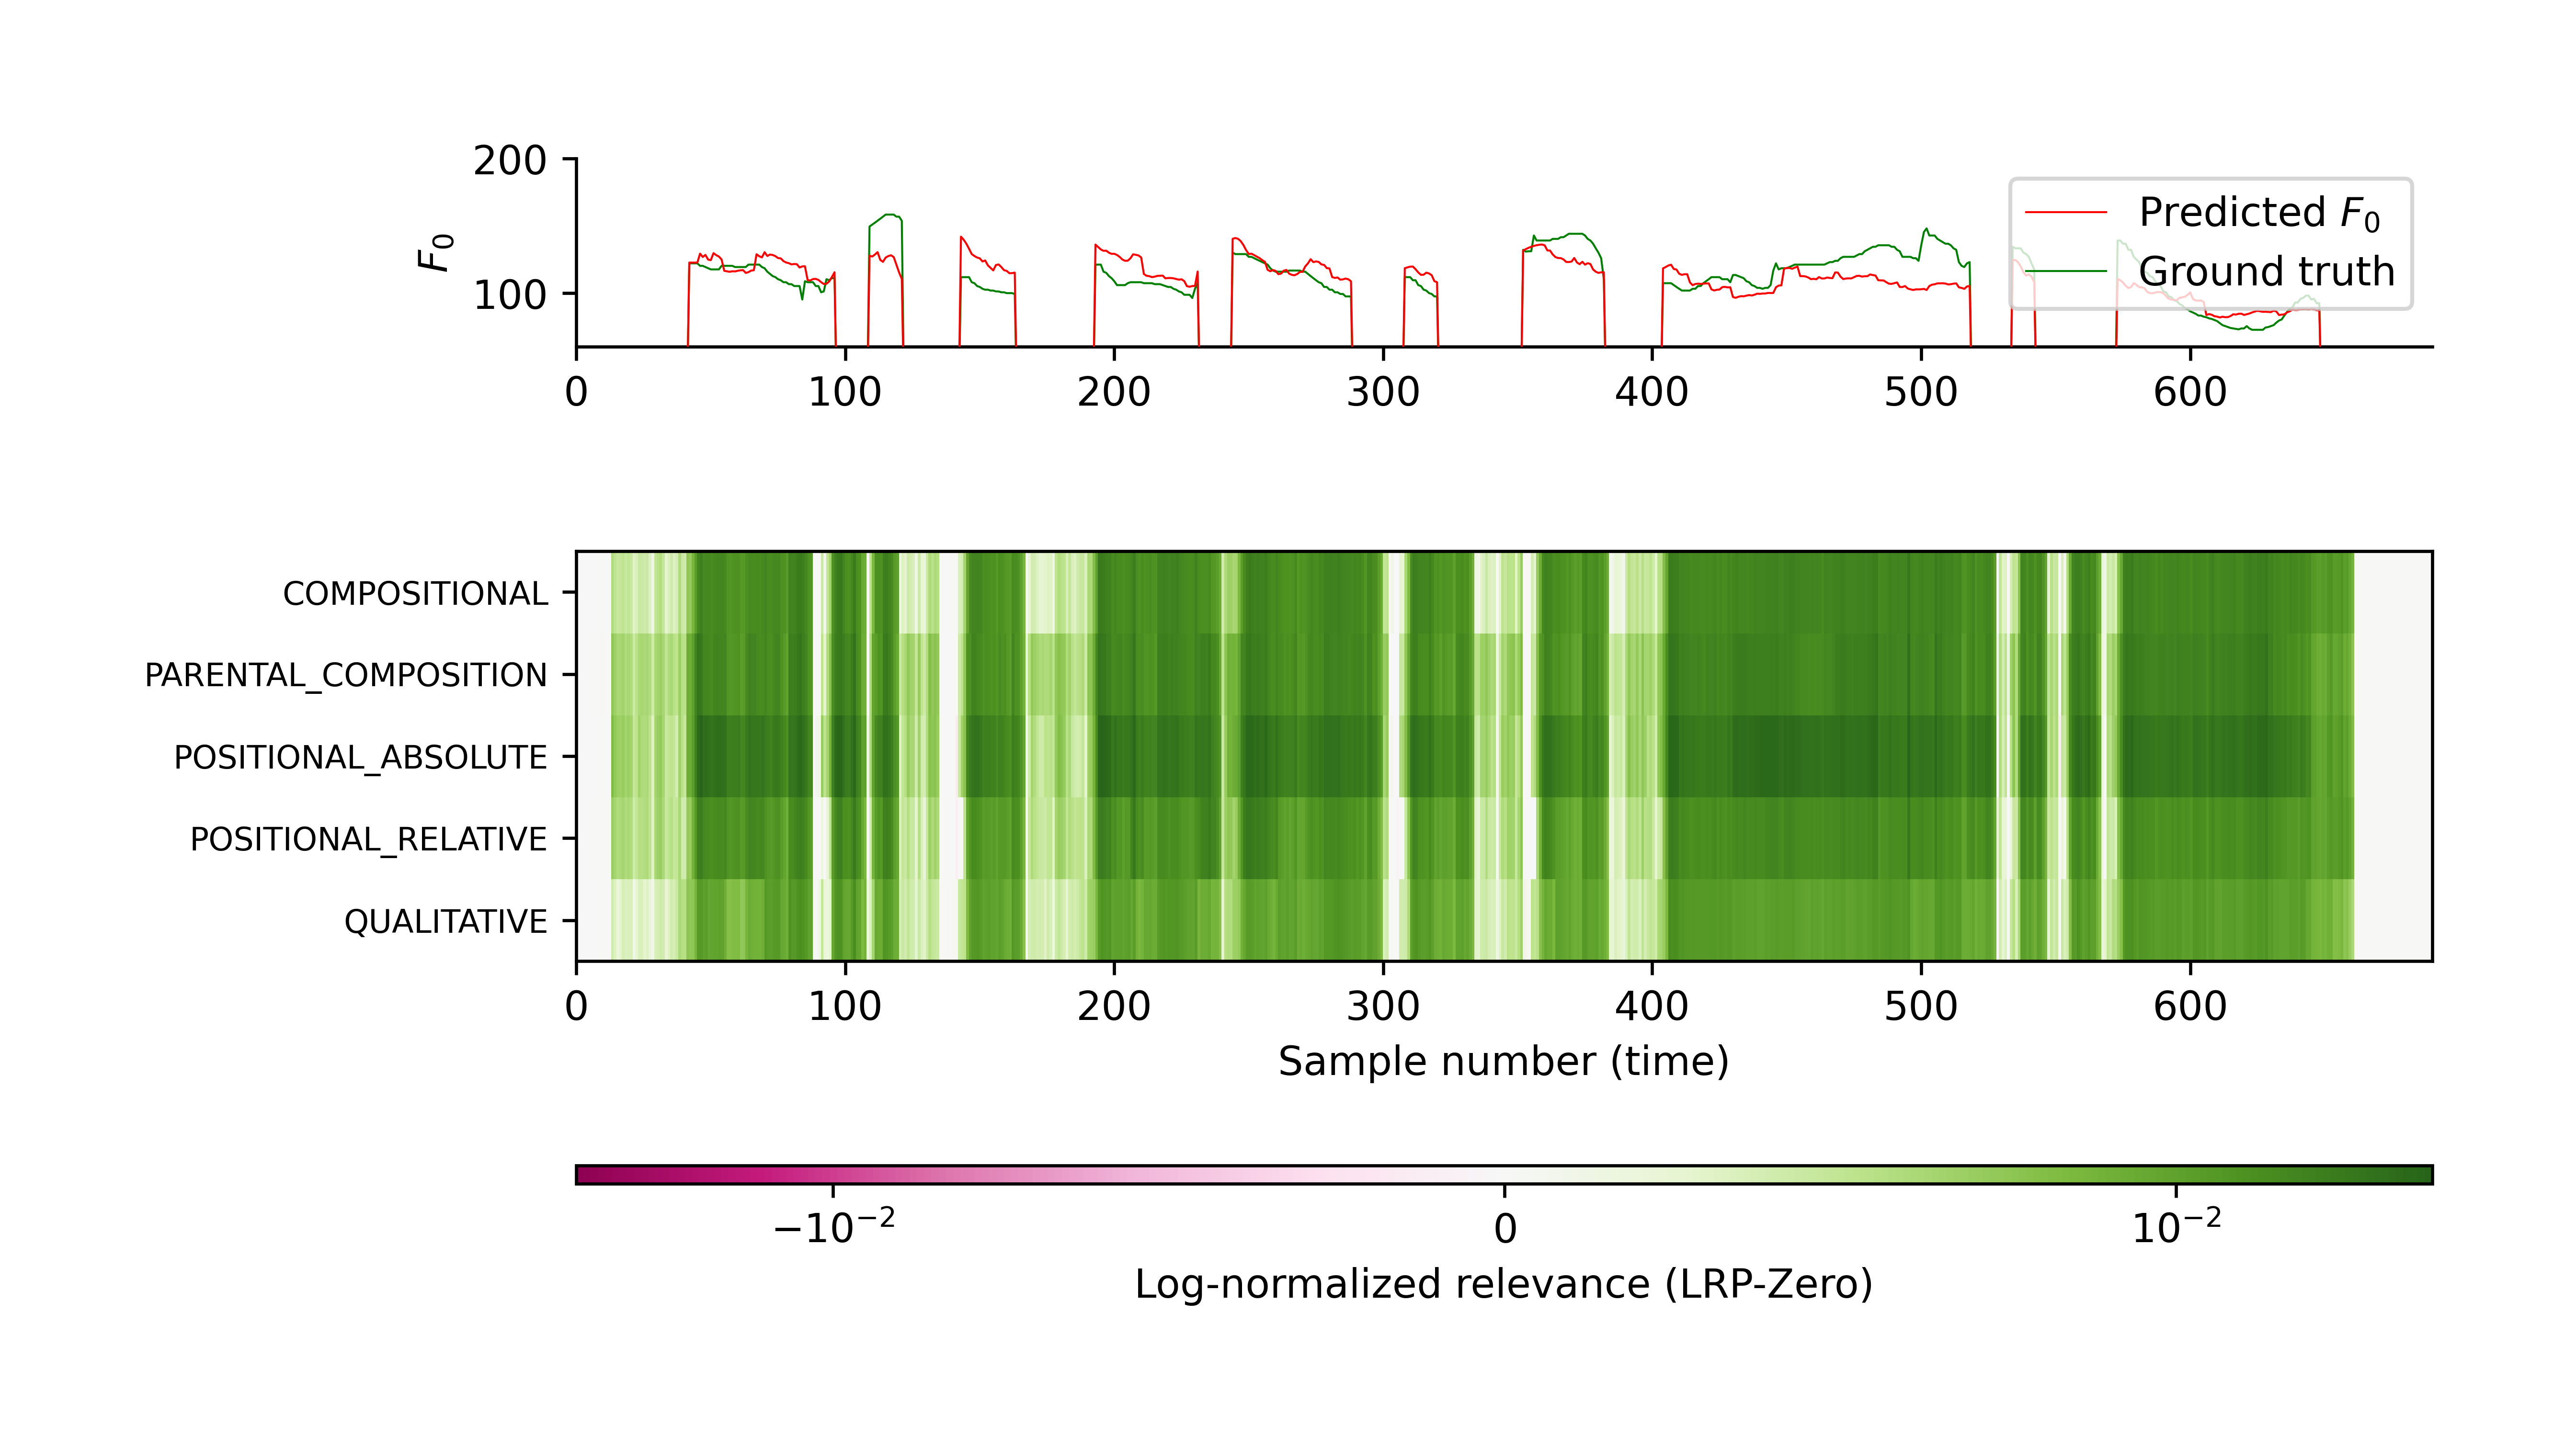 200
100
F₀
Predicted F₀
Ground truth
0 100 200 300 400 500 600
COMPOSITIONAL
PARENTAL_COMPOSITION
POSITIONAL_ABSOLUTE
POSITIONAL_RELATIVE
QUALITATIVE
0 100 200 300 400 500 600
Sample number (time)
−10⁻² 0 10⁻²
Log-normalized relevance (LRP-Zero)